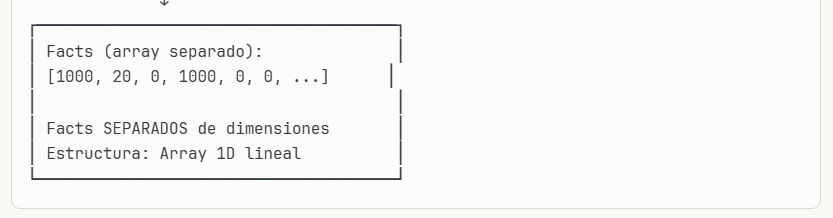 ↓
Facts (array separado):
[1000, 20, 0, 1000, 0, 0, ...]
Facts SEPARADOS de dimensiones
Estructura: Array 1D lineal